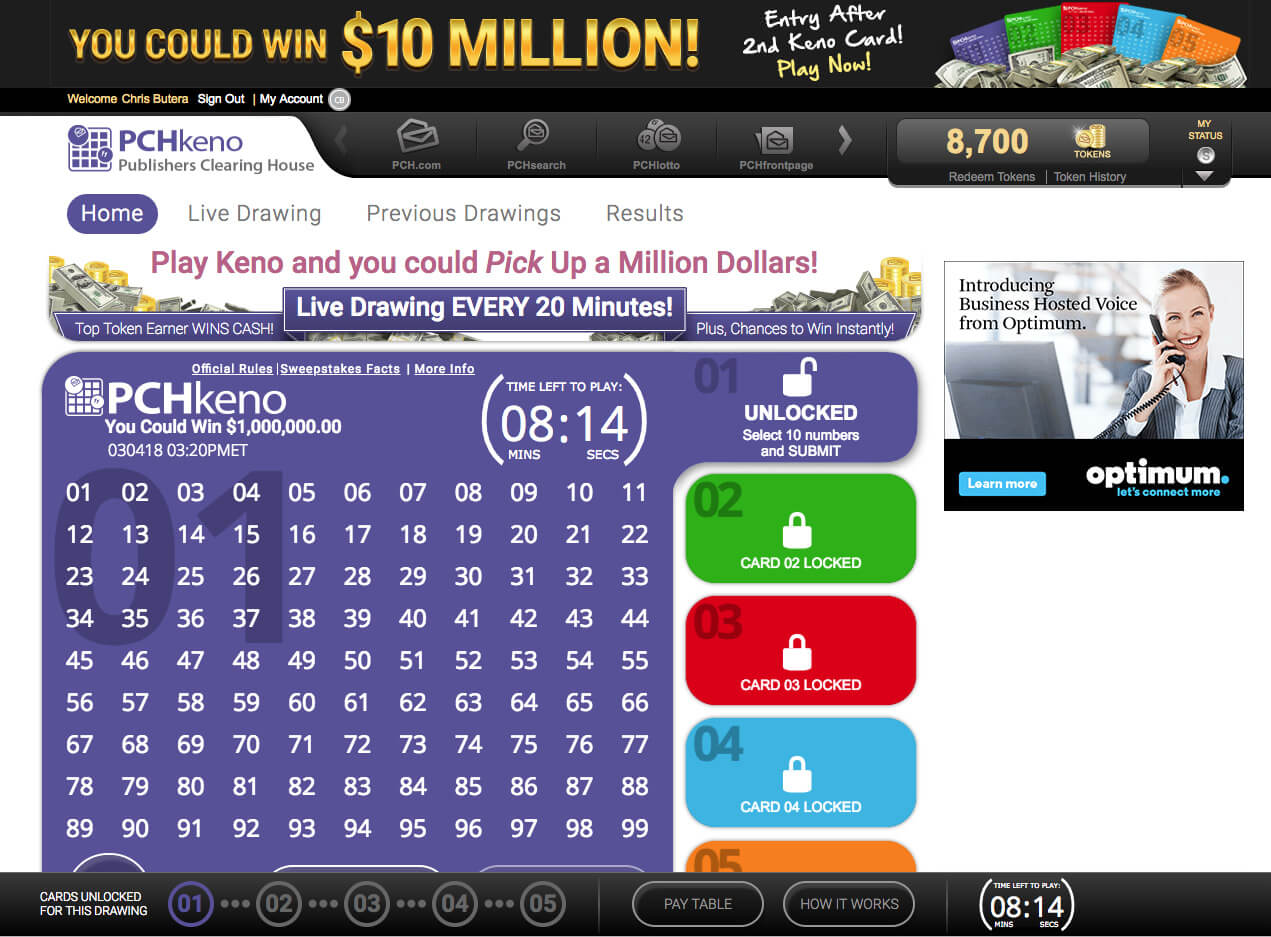 YOU COULD WIN $10 MILLION!
Entry After
2nd Keno Card!
Play Now!
Welcome Chris Butera Sign Out | My Account CB
PCHkeno
Publishers Clearing House
PCH.com
PCHsearch
42
PCHlotto
PCHfrontpage
8,700
TOKENS
Redeem Tokens | Token History
MY
STATUS
S
Home Live Drawing Previous Drawings Results
Play Keno and you could Pick Up a Million Dollars!
Live Drawing EVERY 20 Minutes!
Top Token Earner WINS CASH!
Plus, Chances to Win Instantly!
Official Rules | Sweepstakes Facts | More Info
PCHkeno
You Could Win $1,000,000.00
030418 03:20PMET
TIME LEFT TO PLAY:
08:14
MINS SECS
01
01 02 03 04 05 06 07 08 09 10 11
12 13 14 15 16 17 18 19 20 21 22
23 24 25 26 27 28 29 30 31 32 33
34 35 36 37 38 39 40 41 42 43 44
45 46 47 48 49 50 51 52 53 54 55
56 57 58 59 60 61 62 63 64 65 66
67 68 69 70 71 72 73 74 75 76 77
78 79 80 81 82 83 84 85 86 87 88
89 90 91 92 93 94 95 96 97 98 99
01
UNLOCKED
Select 10 numbers
and SUBMIT
02
CARD 02 LOCKED
03
CARD 03 LOCKED
04
CARD 04 LOCKED
05
Introducing
Business Hosted Voice
from Optimum.
Learn more
optimum.
let's connect more
CARDS UNLOCKED
FOR THIS DRAWING
01 02 03 04 05
PAY TABLE
HOW IT WORKS
TIME LEFT TO PLAY:
08:14
MINS SECS